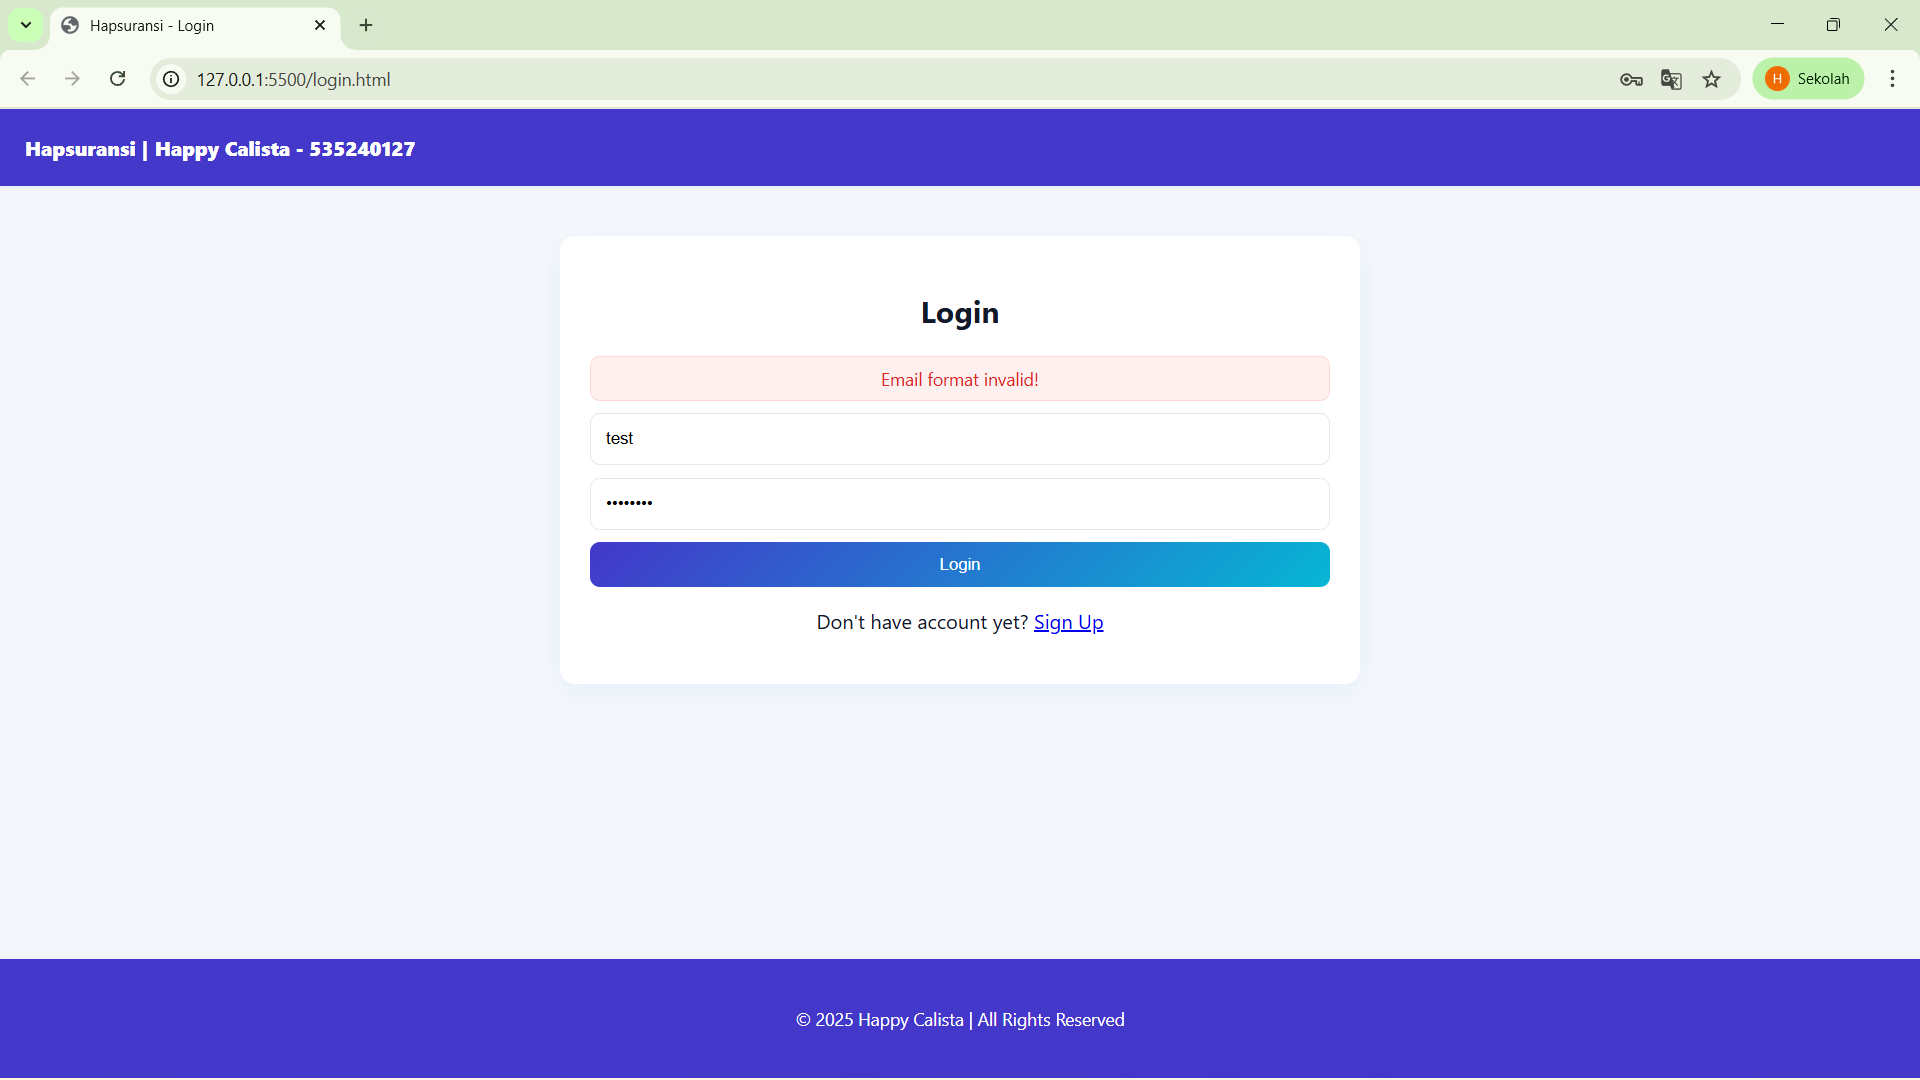 Hapsuransi - Login
127.0.0.1:5500/login.html
H Sekolah
Hapsuransi | Happy Calista - 535240127
Login
Email format invalid!
test
••••••••
Login
Don't have account yet? Sign Up
© 2025 Happy Calista | All Rights Reserved